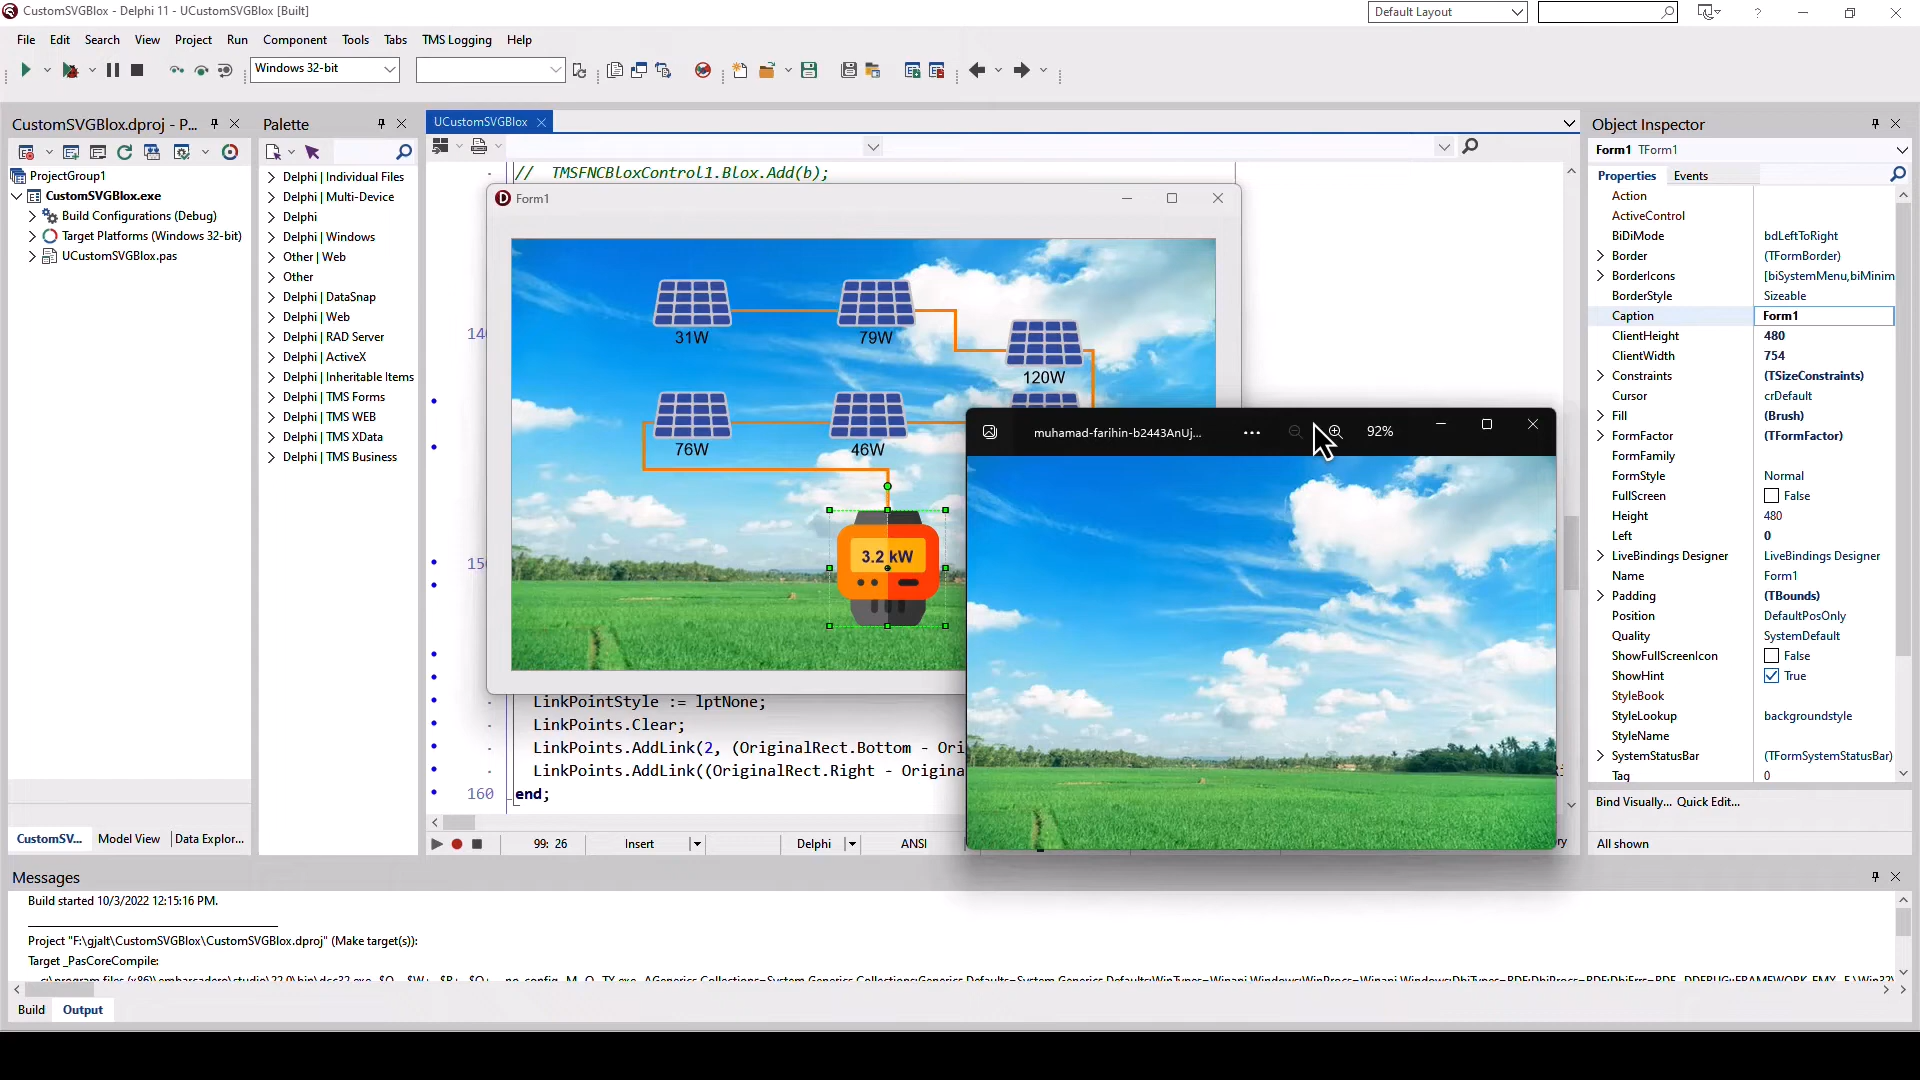 CustomSVGBlox - Delphi 11 - UCustomSVGBlox [Built]
Default Layout
File Edit Search View Project Run Component Tools Tabs TMS Logging Help
Windows 32-bit
CustomSVGBlox.dproj - P...
ProjectGroup1
CustomSVGBlox.exe
Build Configurations (Debug)
Target Platforms (Windows 32-bit)
UCustomSVGBlox.pas
CustomSV... Model View Data Explor...
Palette
Delphi | Individual Files
Delphi | Multi-Device
Delphi
Delphi | Windows
Other | Web
Other
Delphi | DataSnap
Delphi | Web
Delphi | RAD Server
Delphi | ActiveX
Delphi | Inheritable Items
Delphi | TMS Forms
Delphi | TMS WEB
Delphi | TMS XData
Delphi | TMS Business
UCustomSVGBlox
// TMSFNCBloxControl1.Blox.Add(b);
Form1
31W
79W
120W
76W
46W
3.2 kW
muhamad-farihin-b2443AnUj...
92%
LinkPointStyle := lptNone;
LinkPoints.Clear;
LinkPoints.AddLink(2, (OriginalRect.Bottom - Ori
LinkPoints.AddLink((OriginalRect.Right - Origina
160 end;
99: 26 Insert Delphi ANSI
Object Inspector
Form1 TForm1
Properties Events
Action
ActiveControl
BiDiMode bdLeftToRight
Border (TFormBorder)
BorderIcons [biSystemMenu,biMinim
BorderStyle Sizeable
Caption Form1
ClientHeight 480
ClientWidth 754
Constraints (TSizeConstraints)
Cursor crDefault
Fill (Brush)
FormFactor (TFormFactor)
FormFamily
FormStyle Normal
FullScreen False
Height 480
Left 0
LiveBindings Designer LiveBindings Designer
Name Form1
Padding (TBounds)
Position DefaultPosOnly
Quality SystemDefault
ShowFullScreenIcon False
ShowHint True
StyleBook
StyleLookup backgroundstyle
StyleName
SystemStatusBar (TFormSystemStatusBar)
Tag 0
Bind Visually... Quick Edit...
All shown
Messages
Build started 10/3/2022 12:15:16 PM.
Project "F:\gjalt\CustomSVGBlox\CustomSVGBlox.dproj" (Make target(s)):
Target _PasCoreCompile:
Build Output